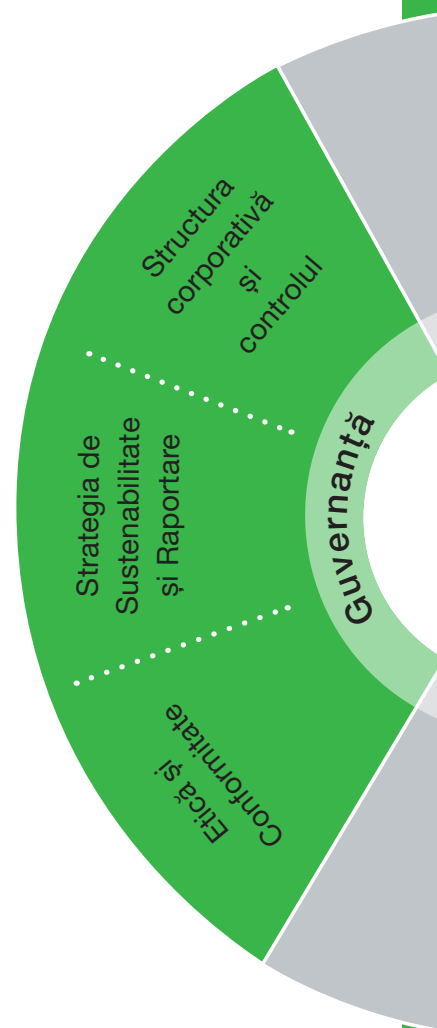 Structura
corporativă
și
controlul
Strategia de
Sustenabilitate
și Raportare
Etică și
Conformitate
Guvernanță